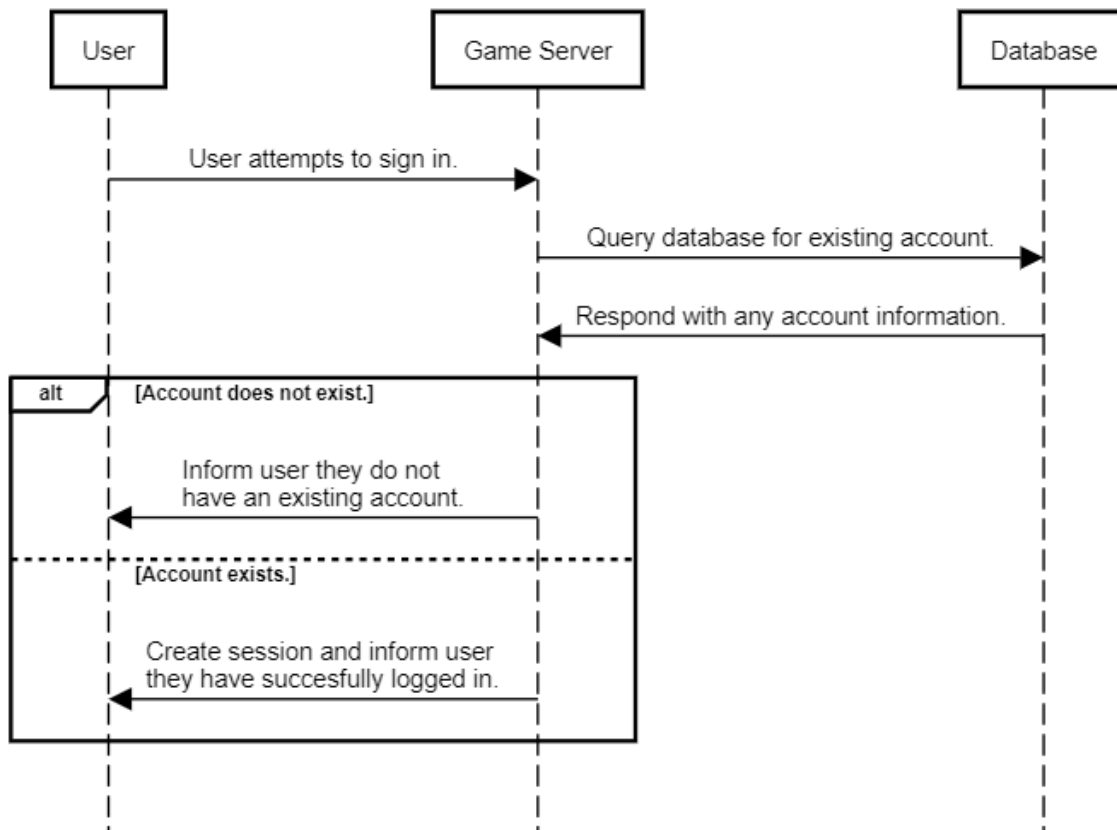 User
Game Server
Database
User attempts to sign in.
Query database for existing account.
Respond with any account information.
alt
[Account does not exist.]
Inform user they do not
have an existing account.
[Account exists.]
Create session and inform user
they have succesfully logged in.